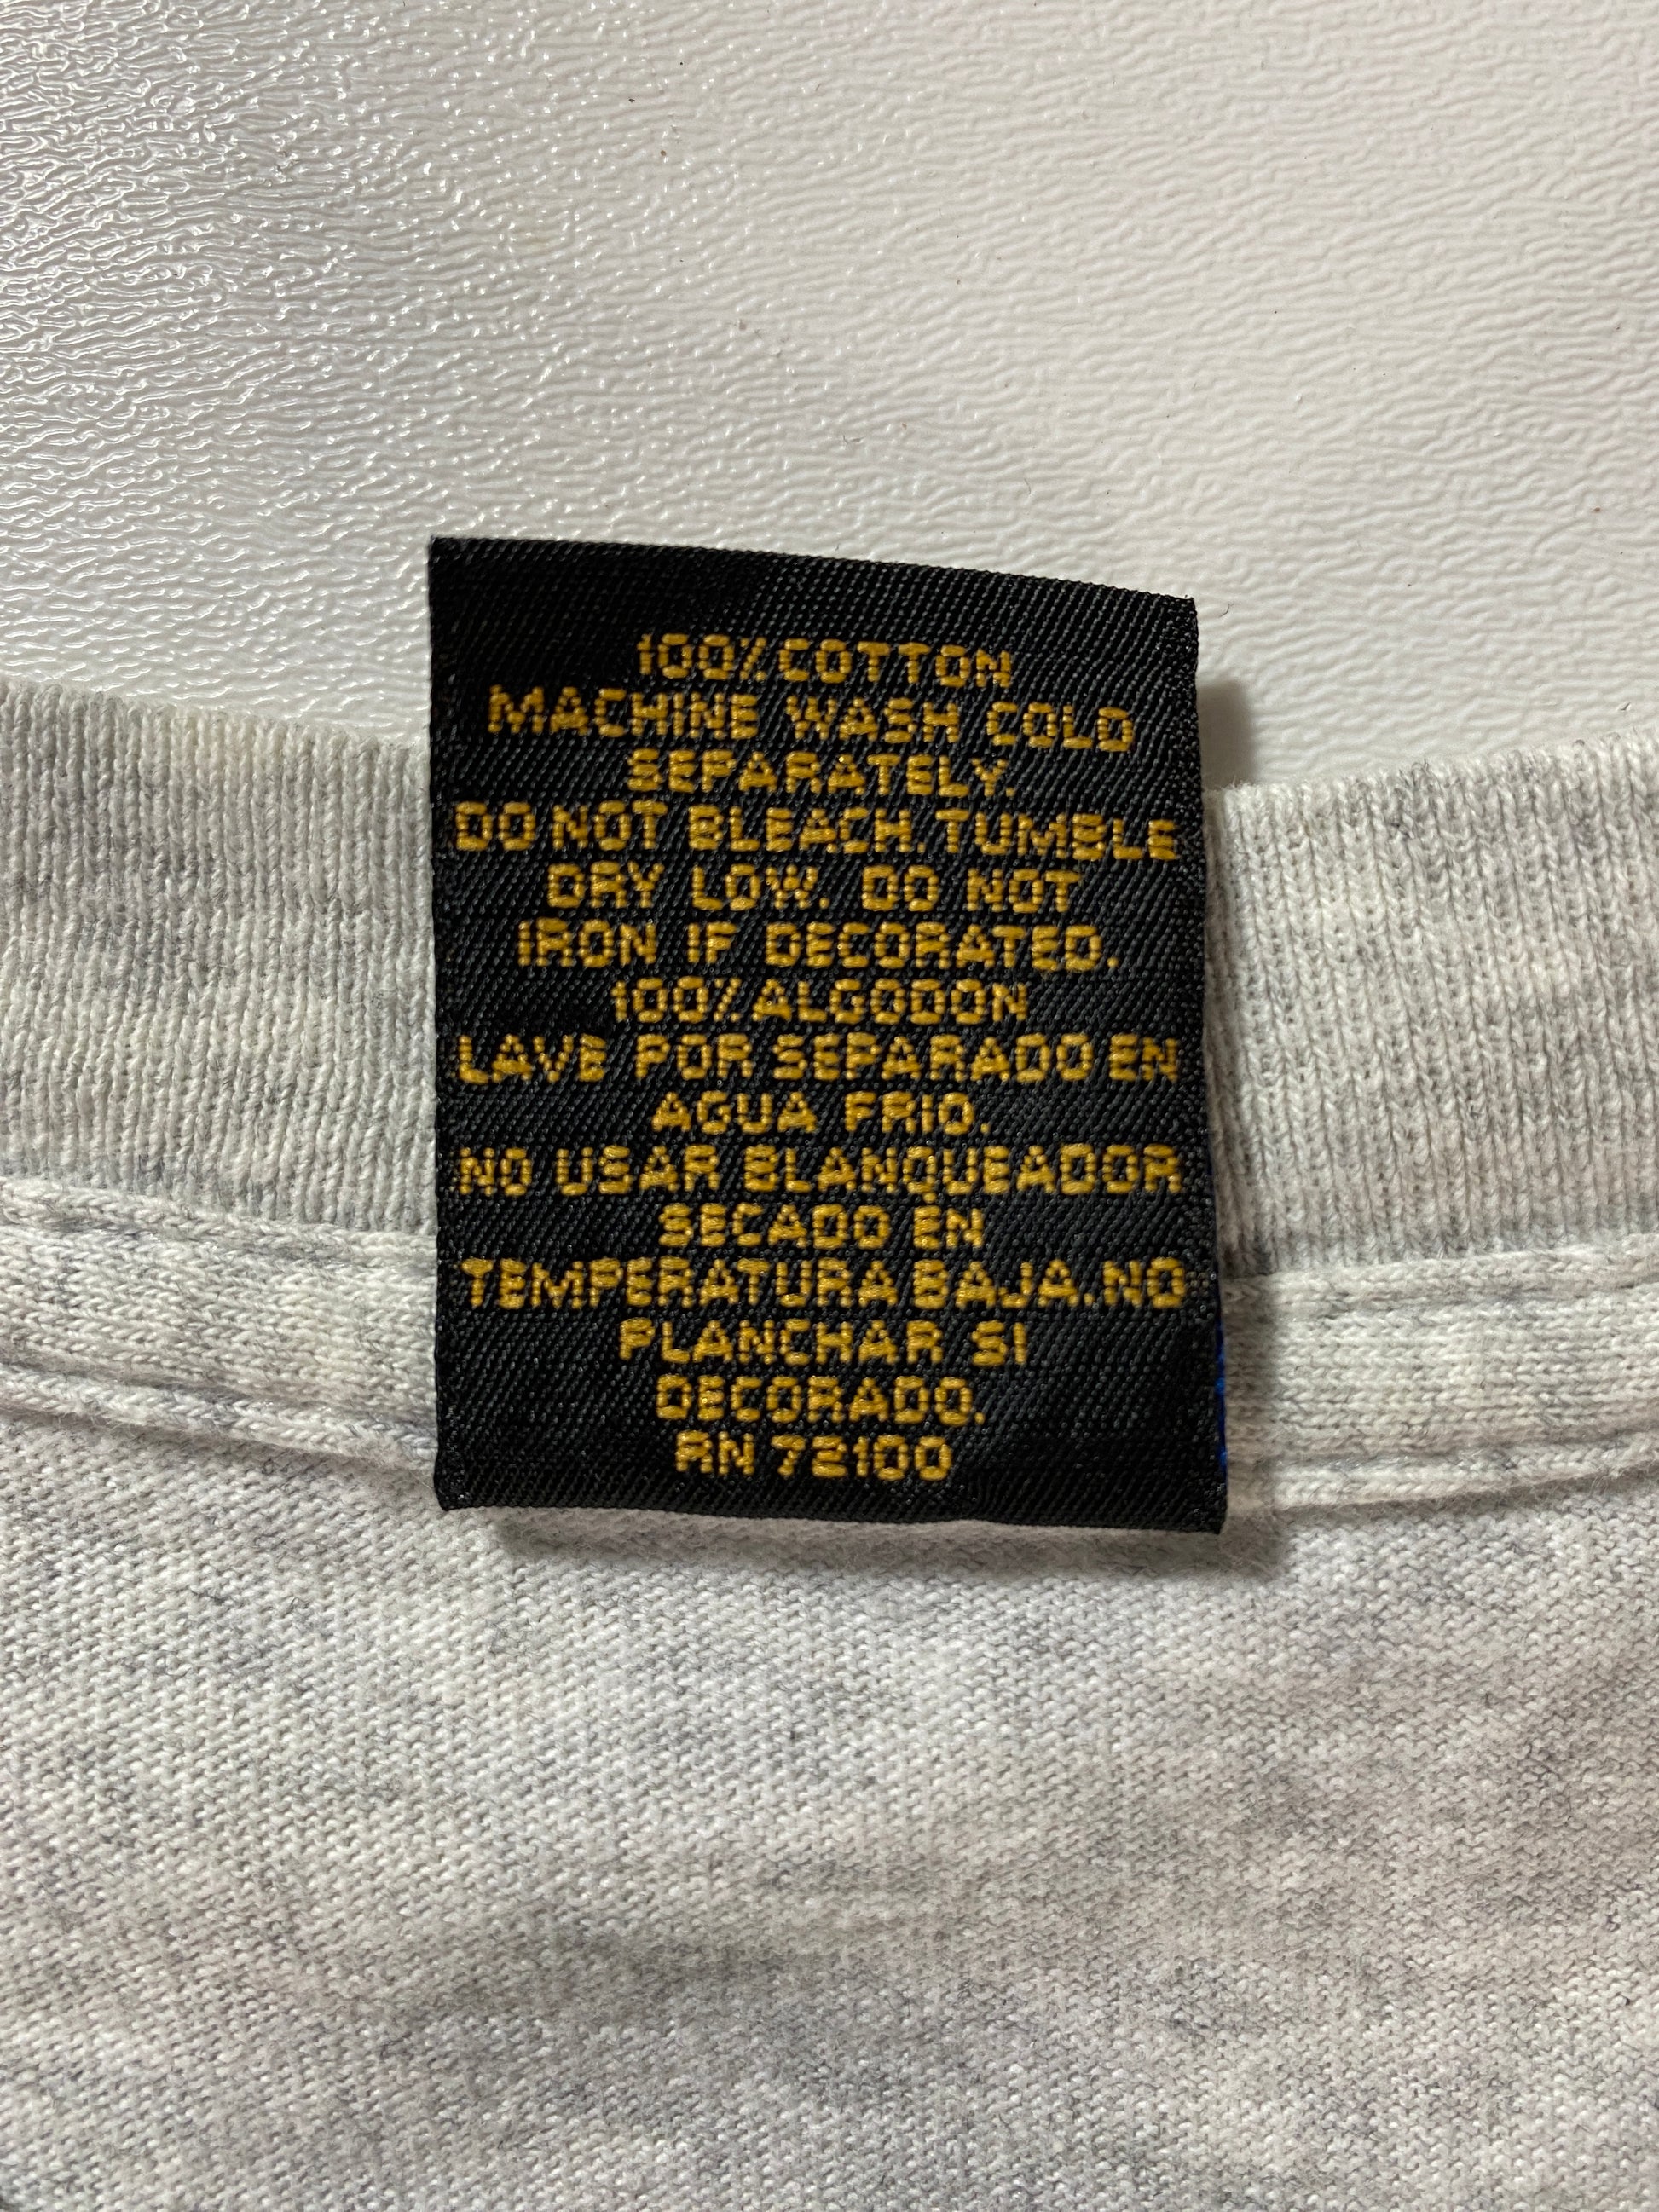 100% COTTON
MACHINE WASH COLD
SEPARATELY.
DO NOT BLEACH. TUMBLE
DRY LOW. DO NOT
IRON IF DECORATED.
100% ALGODON
LAVE POR SEPARADO EN
AGUA FRIO.
NO USAR BLANQUEADOR
SECADO EN
TEMPERATURA BAJA. NO
PLANCHAR SI
DECORADO.
RN 72100